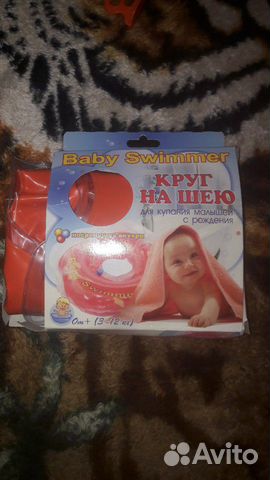 Baby Swimmer
КРУГ
НА ШЕЮ
для купания малышей
с рождения
0м+ (3-12 кг)
Avito